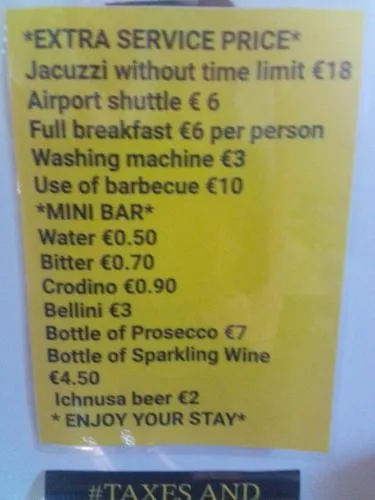 *EXTRA SERVICE PRICE*
Jacuzzi without time limit €18
Airport shuttle € 6
Full breakfast €6 per person
Washing machine €3
Use of barbecue €10
*MINI BAR*
Water €0.50
Bitter €0.70
Crodino €0.90
Bellini €3
Bottle of Prosecco €7
Bottle of Sparkling Wine
€4.50
Ichnusa beer €2
* ENJOY YOUR STAY*
#TAXES AND